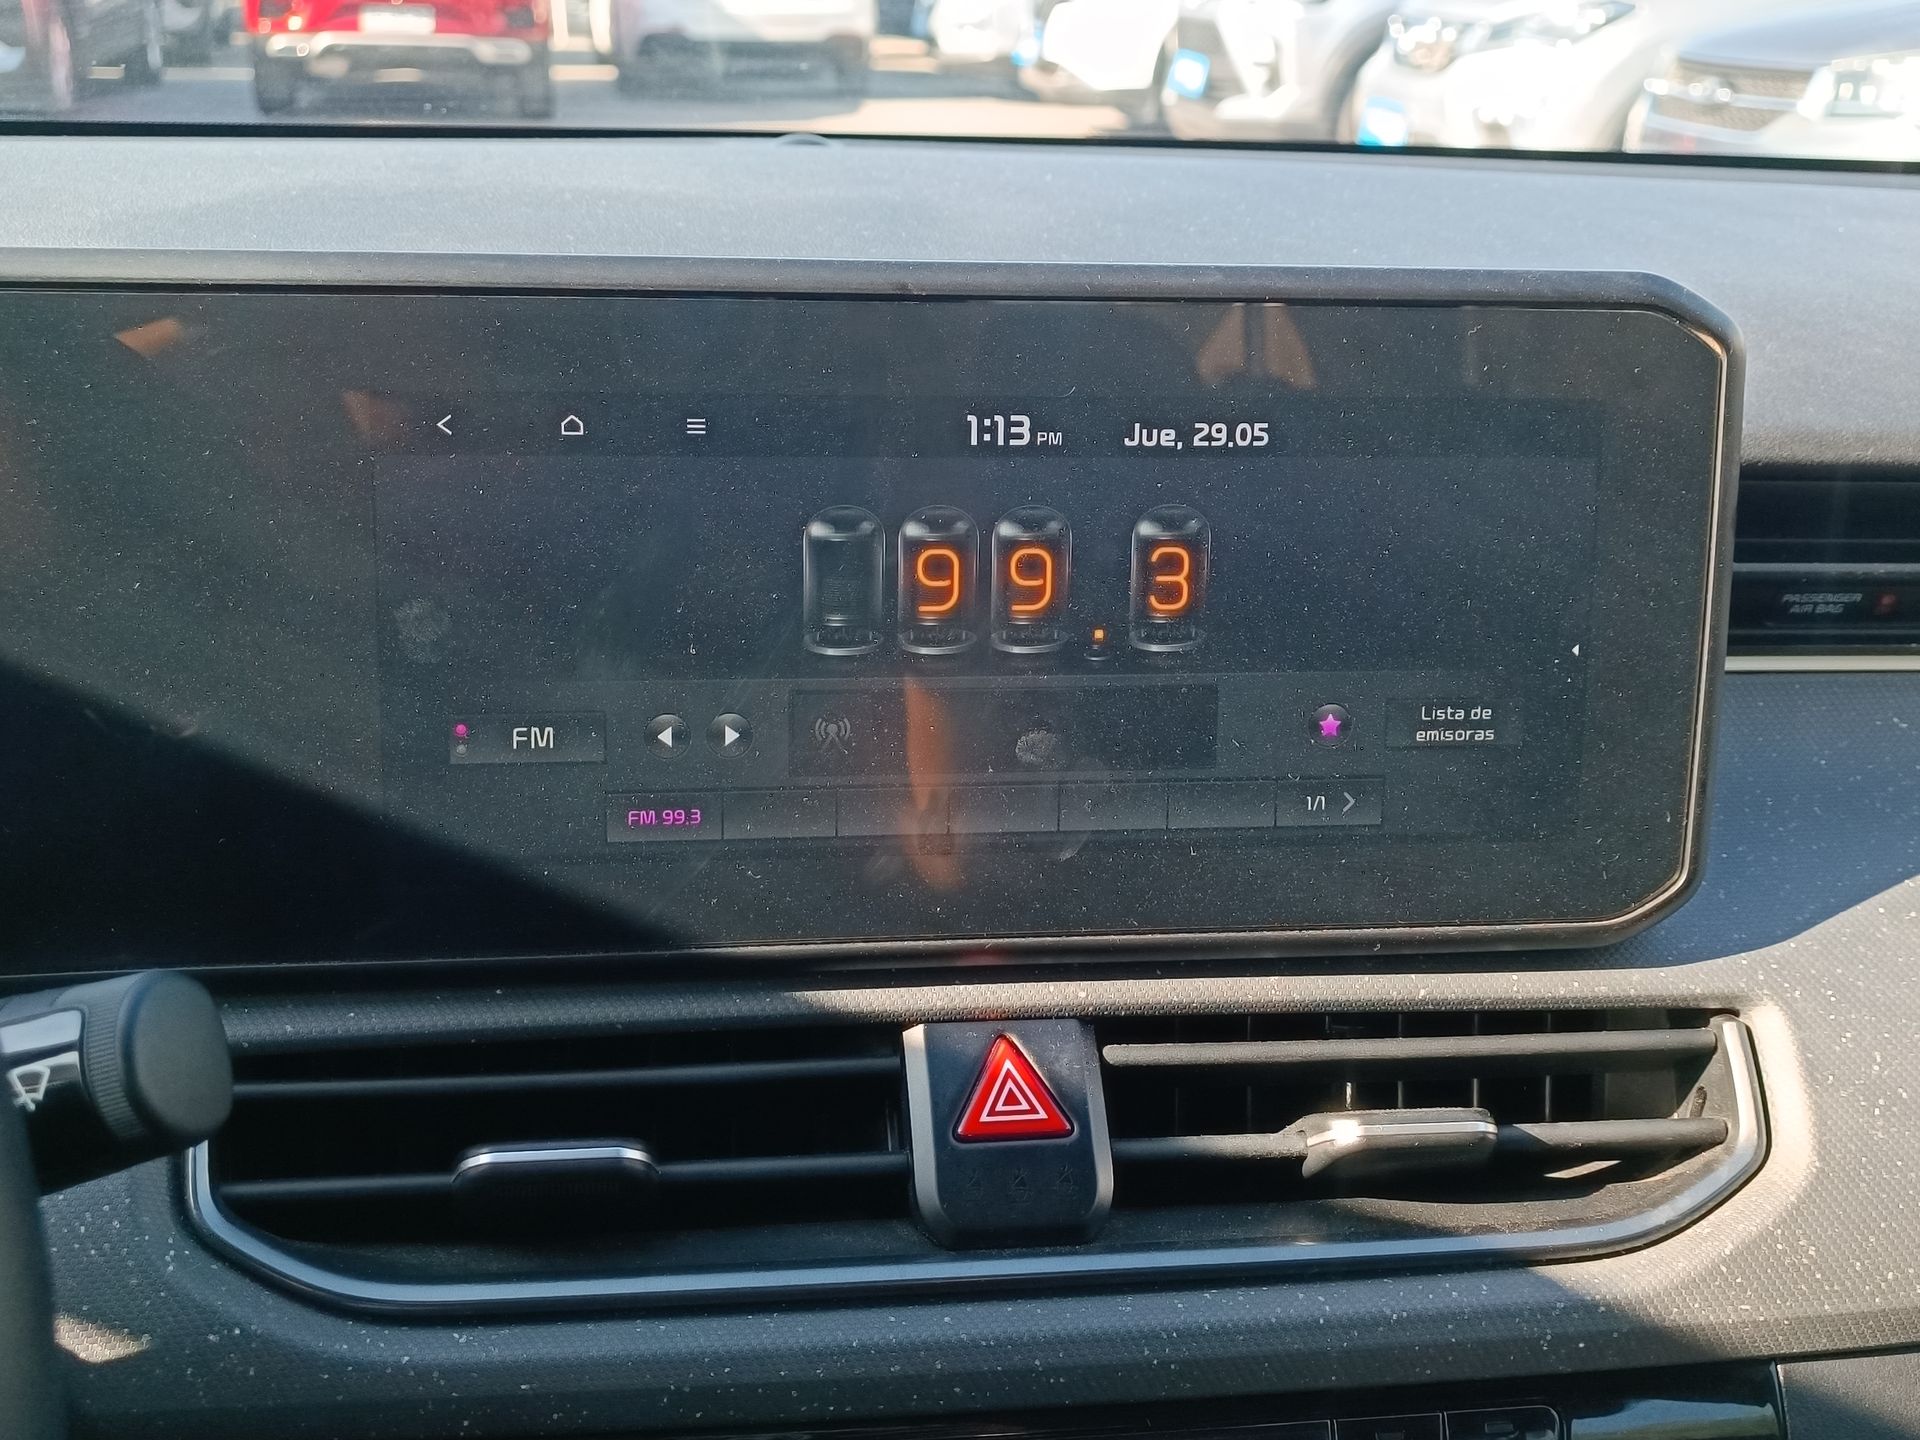 1:13 PM Jue, 29.05
99.3
PASSENGER
AIR BAG
FM
Lista de
emisoras
FM 99.3
1/1